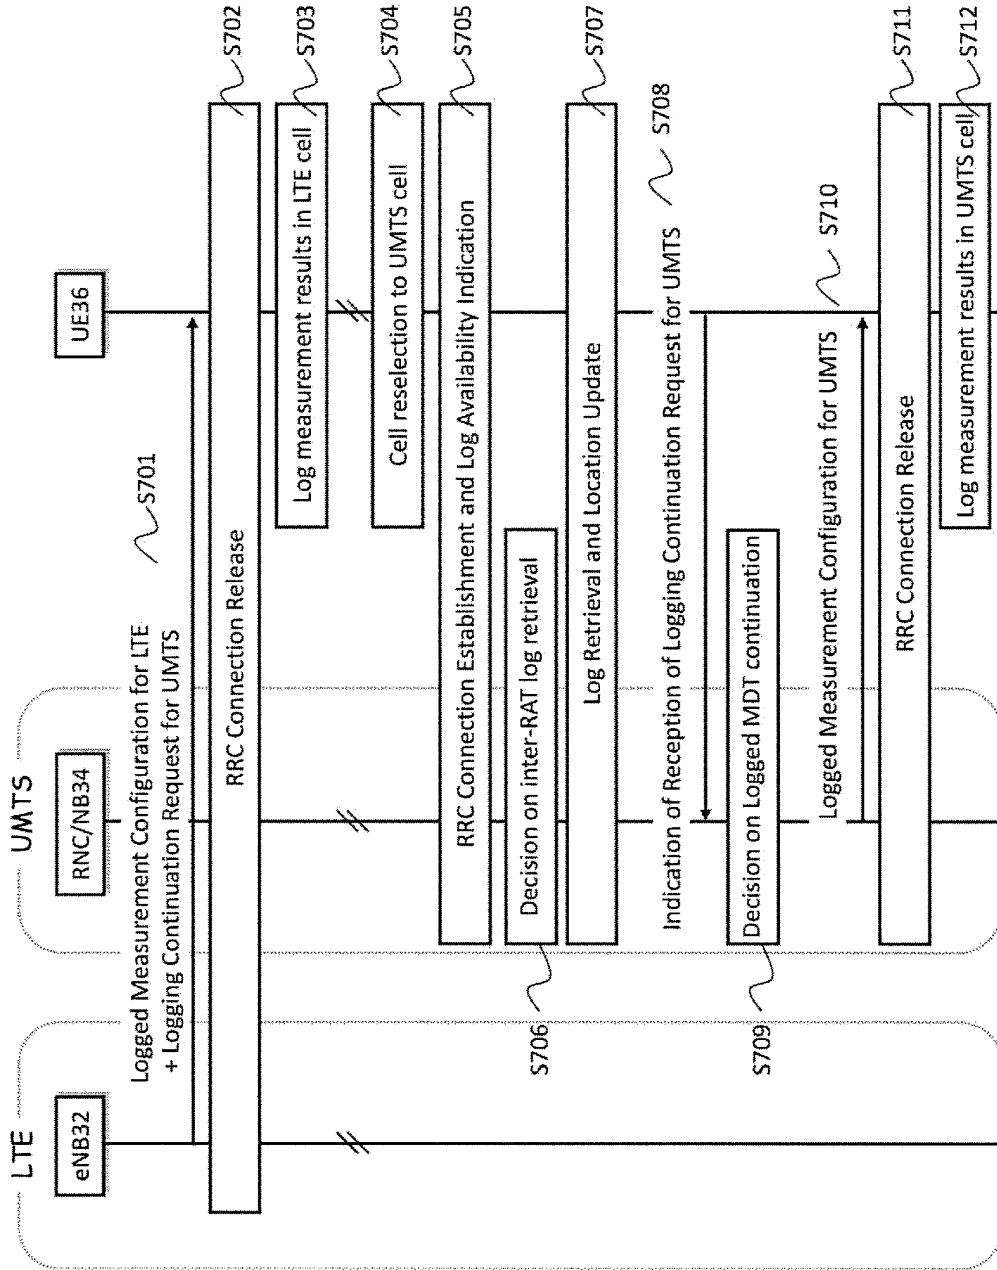 LTE
UMTS
eNB32
RNC/NB34
UE36
Logged Measurement Configuration for LTE
+ Logging Continuation Request for UMTS
S701
RRC Connection Release
S702
Log measurement results in LTE cell
S703
Cell reselection to UMTS cell
S704
RRC Connection Establishment and Log Availability Indication
S705
Decision on inter-RAT log retrieval
S706
Log Retrieval and Location Update
S707
Indication of Reception of Logging Continuation Request for UMTS
S708
Decision on Logged MDT continuation
S709
Logged Measurement Configuration for UMTS
S710
RRC Connection Release
S711
Log measurement results in UMTS cell
S712